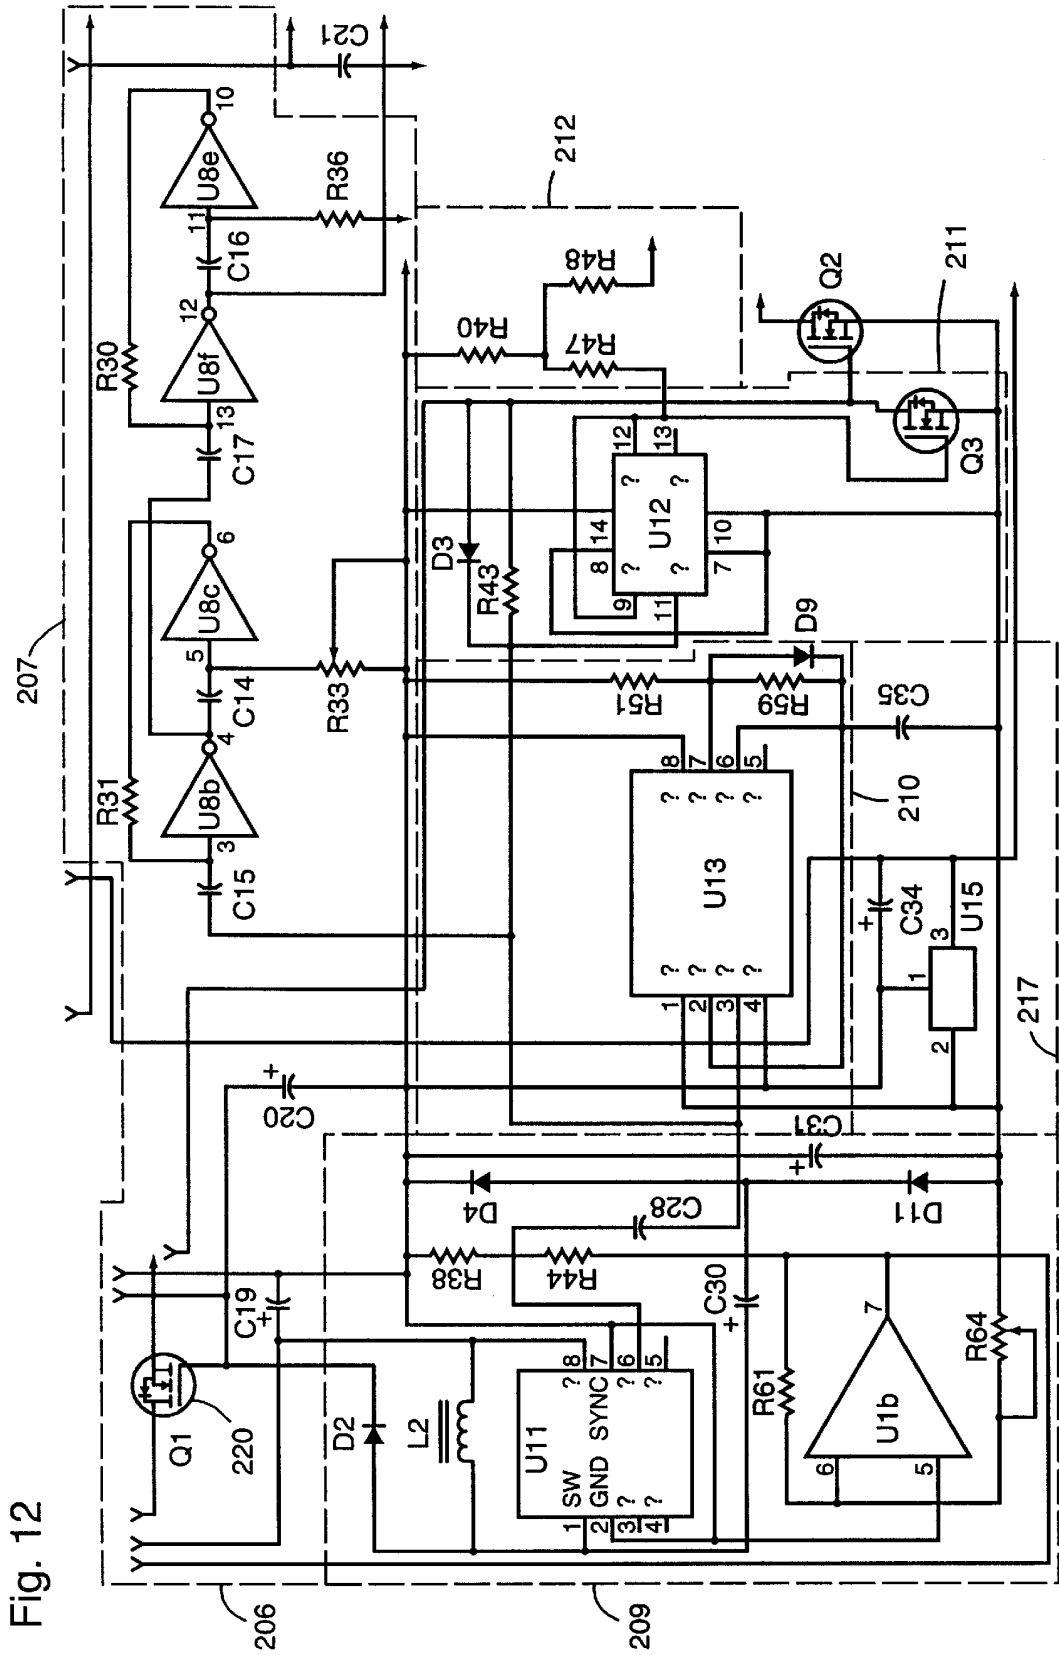 Fig. 12
206
207
209
210
211
212
217
220
Q1
C19
+
C20
+
D2
L2
U11
SW
GND
?
?
?
SYNC
?
?
1
2
3
4
8
7
6
5
R38
R44
C28
D4
D11
C30
+
C31
+
R61
U1b
6
5
7
R64
C15
R31
3
U8b
4
C14
5
U8c
6
R33
C17
R30
13
U8f
12
C16
11
U8e
10
R36
C21
U13
?
?
?
?
?
?
?
?
1
2
3
4
8
7
6
5
R51
R59
D9
C35
C34
+
U15
1
2
3
D3
R43
U12
?
?
?
?
9
11
8
14
7
10
12
13
R40
R47
R48
Q2
Q3